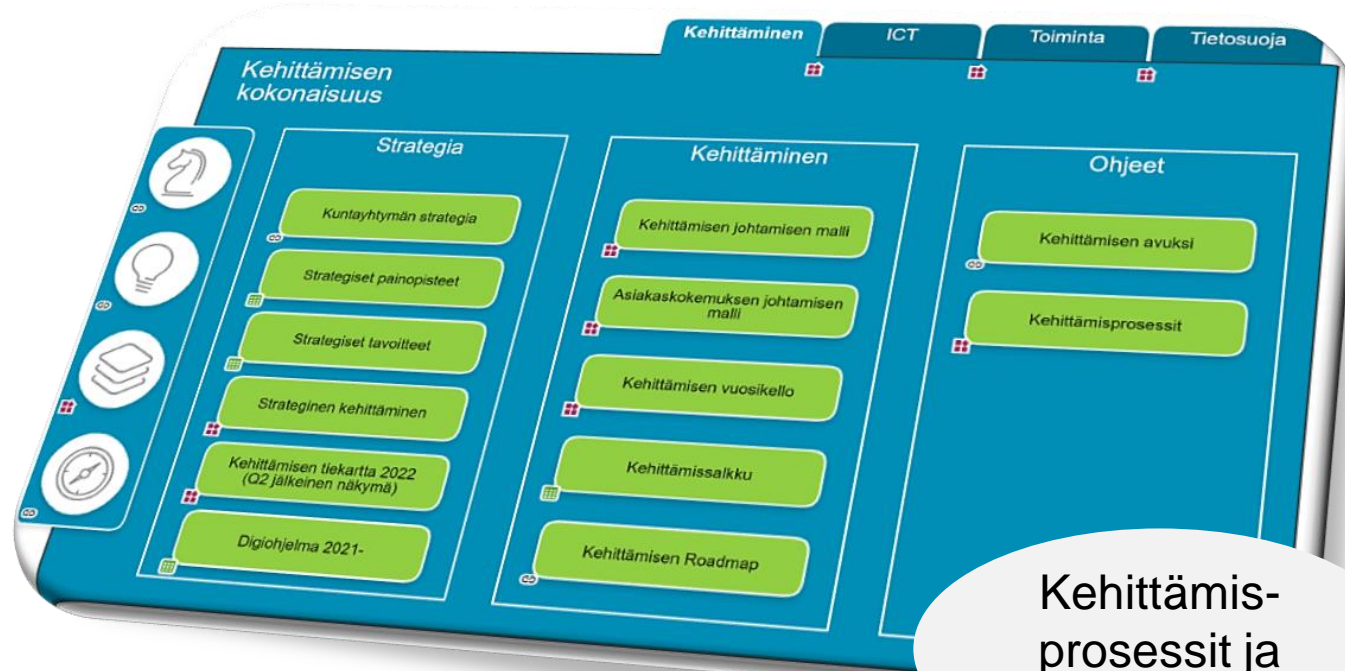 Kehittäminen
ICT
Toiminta
Tietosuoja
Kehittämisen
kokonaisuus
Strategia
Kuntayhtymän strategia
Strategiset painopisteet
Strategiset tavoitteet
Strateginen kehittäminen
Kehittämisen tiekartta 2022
(Q2 jälkeinen näkymä)
Digiohjelma 2021-
Kehittäminen
Kehittämisen johtamisen malli
Asiakaskokemuksen johtamisen
malli
Kehittämisen vuosikello
Kehittämissalkku
Kehittämisen Roadmap
Ohjeet
Kehittämisen avuksi
Kehittämisprosessit
Kehittämis-
prosessit ja